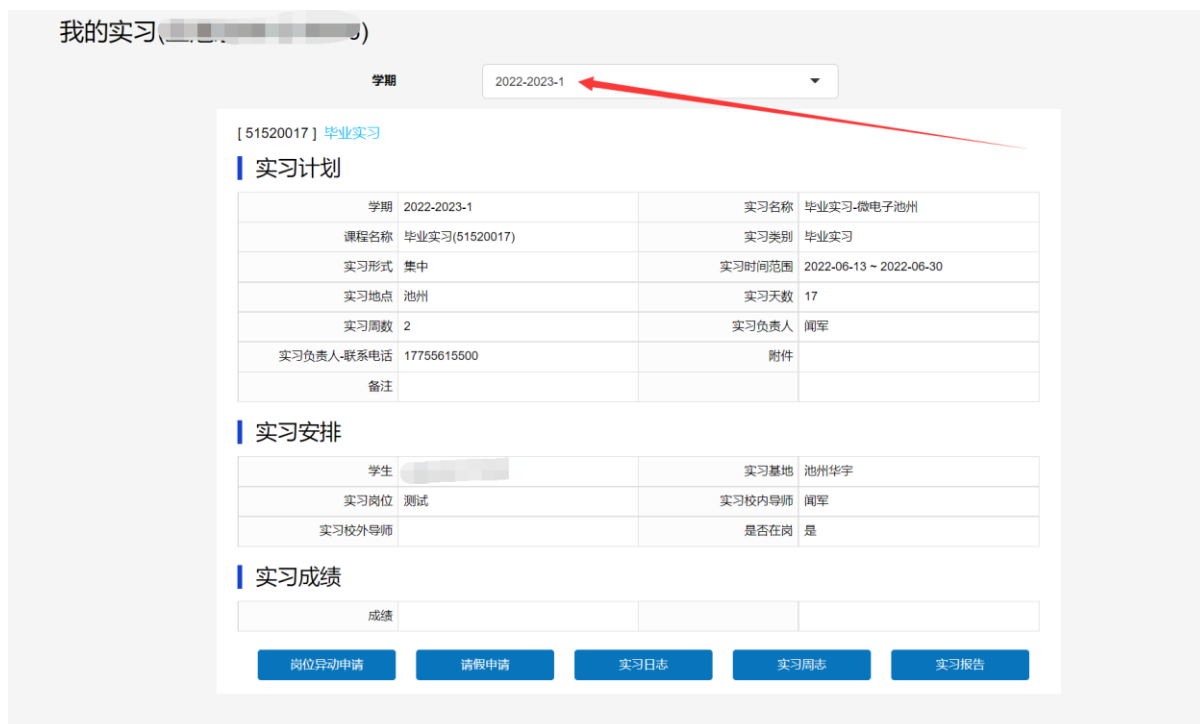 我的实习(
学期 2022-2023-1
[ 51520017 ] 毕业实习
实习计划
学期 2022-2023-1 实习名称 毕业实习-微电子池州
课程名称 毕业实习(51520017) 实习类别 毕业实习
实习形式 集中 实习时间范围 2022-06-13 ~ 2022-06-30
实习地点 池州 实习天数 17
实习周数 2 实习负责人 闻军
实习负责人-联系电话 17755615500 附件
备注
实习安排
学生 实习基地 池州华宇
实习岗位 测试 实习校内导师 闻军
实习校外导师 是否在岗 是
实习成绩
成绩
岗位异动申请 请假申请 实习日志 实习周志 实习报告